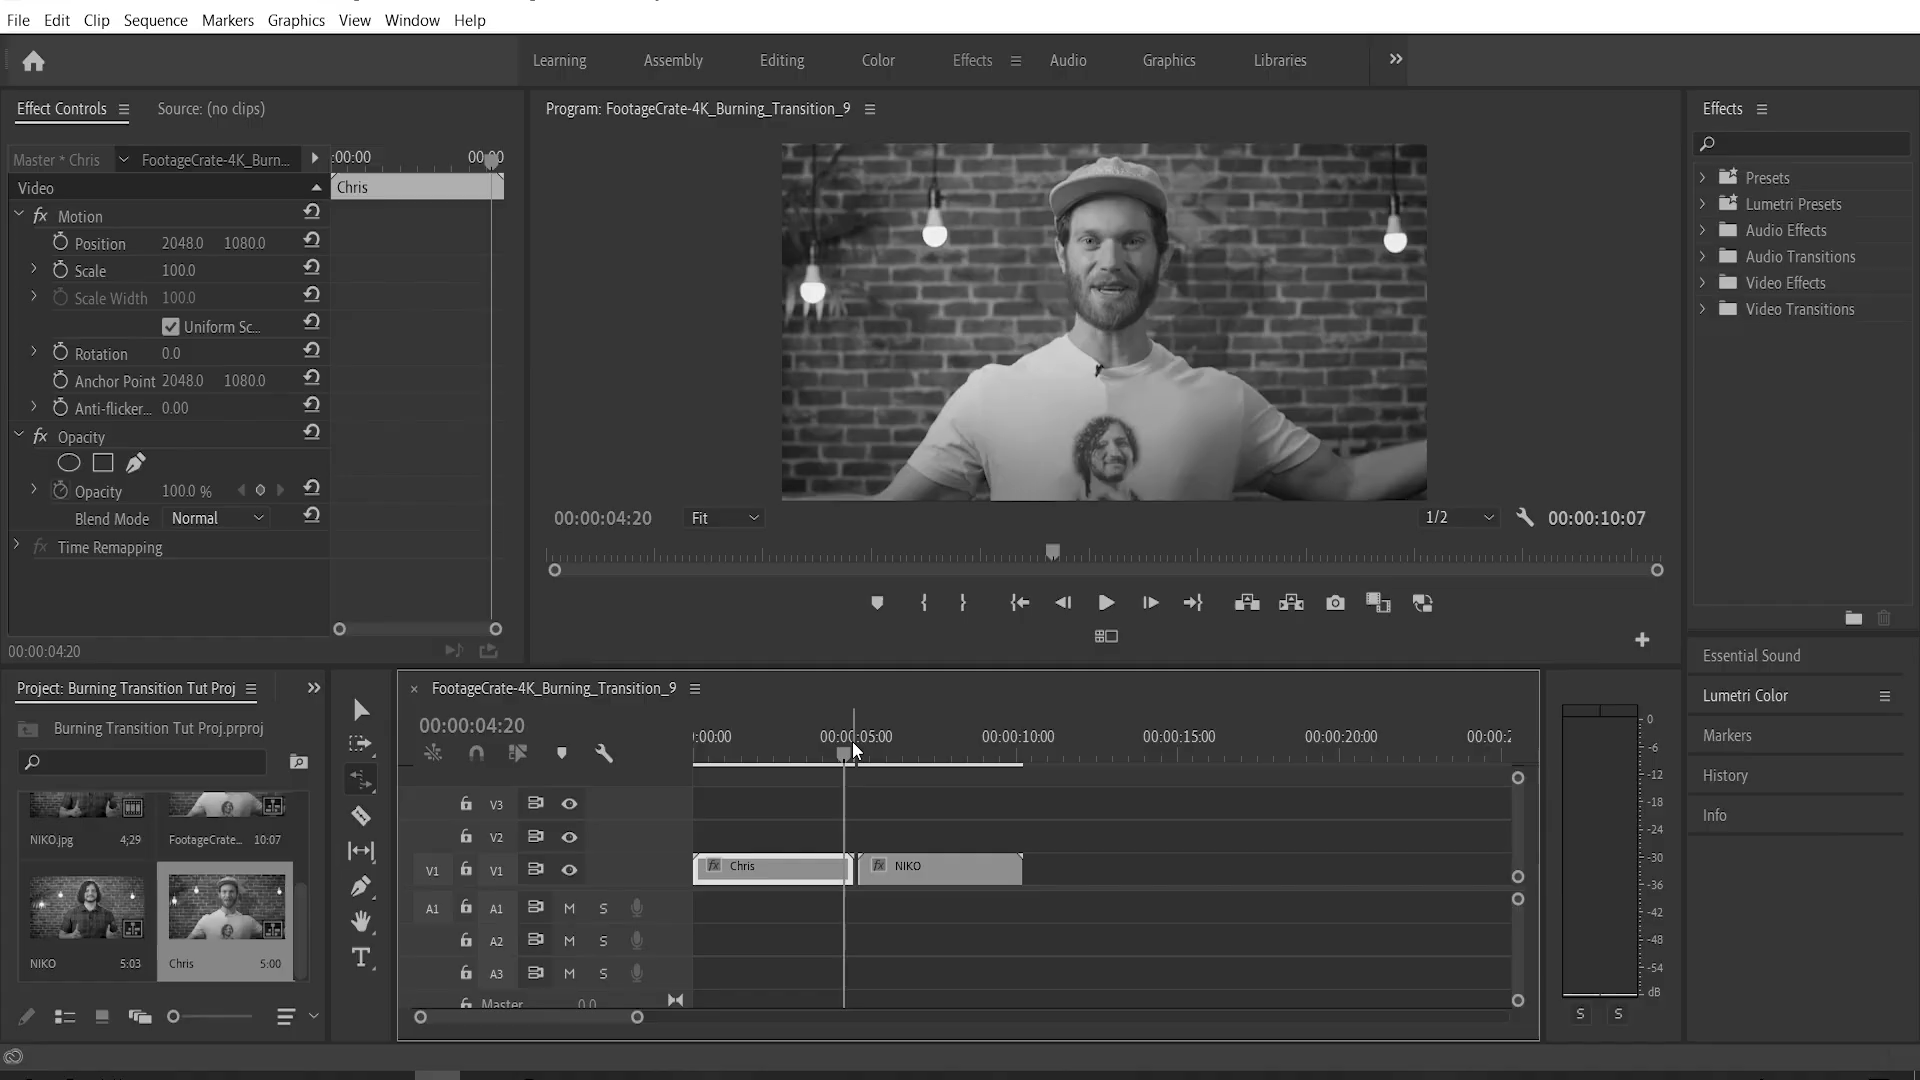 File Edit Clip Sequence Markers Graphics View Window Help
Learning Assembly Editing Color Effects Audio Graphics Libraries
Effect Controls Source: (no clips)
Program: FootageCrate-4K_Burning_Transition_9
Effects
Master * Chris FootageCrate-4K_Burn... :00:00 00:00
Video Chris
Motion
Position 2048.0 1080.0
Scale 100.0
Scale Width 100.0
Uniform Sc...
Rotation 0.0
Anchor Point 2048.0 1080.0
Anti-flicker... 0.00
Opacity
Opacity 100.0 %
Blend Mode Normal
Time Remapping
00:00:04:20
00:00:04:20 Fit 1/2 00:00:10:07
Presets
Lumetri Presets
Audio Effects
Audio Transitions
Video Effects
Video Transitions
Essential Sound
Lumetri Color
Markers
History
Info
Project: Burning Transition Tut Proj
Burning Transition Tut Proj.prproj
NIKO.jpg 4;29 FootageCrate... 10:07
NIKO 5:03 Chris 5:00
FootageCrate-4K_Burning_Transition_9
00:00:04:20
:00:00 00:00:05:00 00:00:10:00 00:00:15:00 00:00:20:00 00:00:2
V3
V2
V1 V1 Chris NIKO
A1 A1 M S
A2 M S
A3 M S
Master 0.0
0
-6
-12
-18
-24
-30
-36
-42
-48
-54
dB
S S